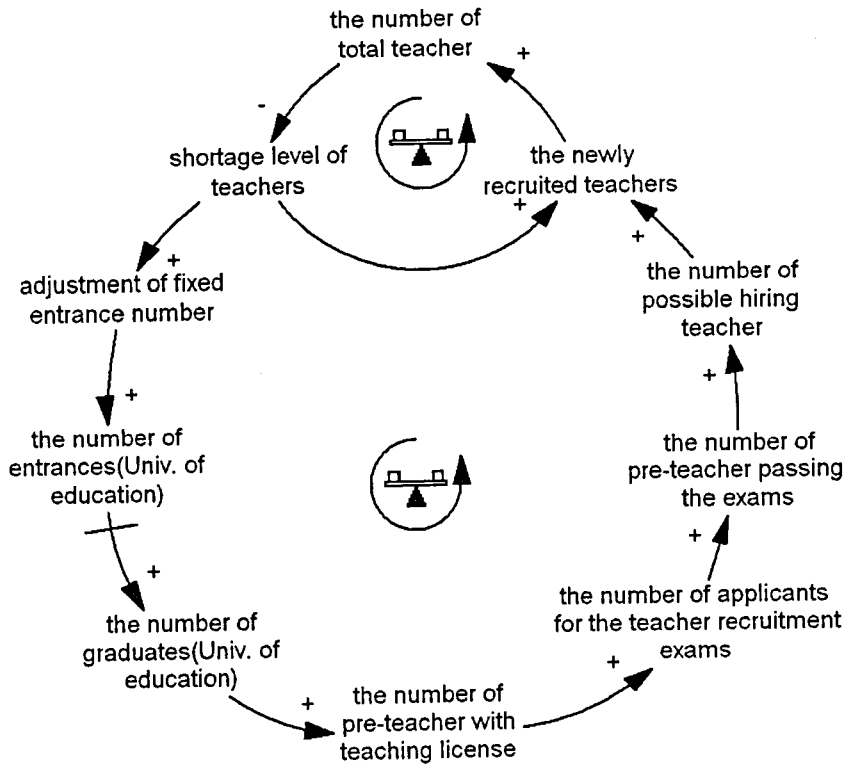 the number of
total teacher
+
-
shortage level of
teachers
the newly
recruited teachers
+
+
+
adjustment of fixed
entrance number
the number of
possible hiring
teacher
+
+
the number of
entrances(Univ. of
education)
the number of
pre-teacher passing
the exams
+
+
the number of applicants
for the teacher recruitment
exams
the number of
graduates(Univ. of
education)
+
+
the number of
pre-teacher with
teaching license